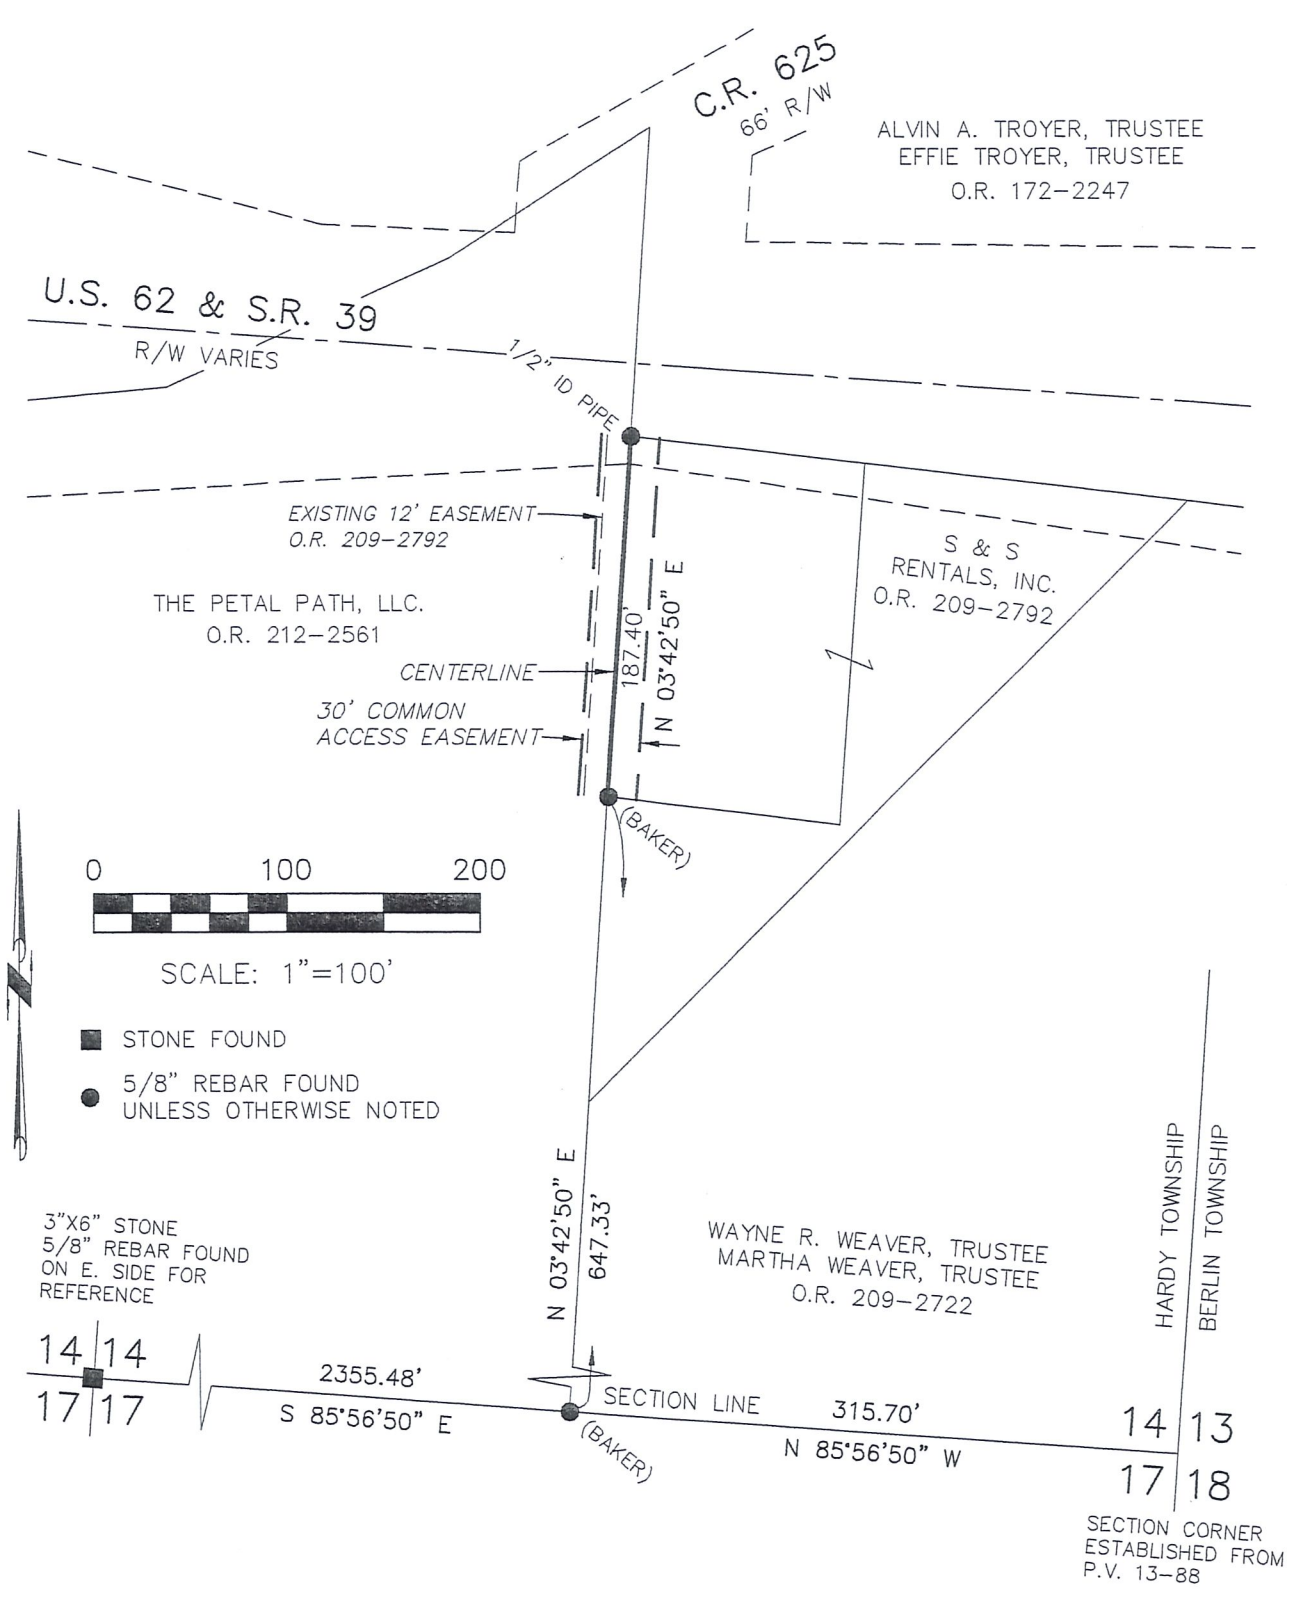 C.R. 625
66' R/W
ALVIN A. TROYER, TRUSTEE
EFFIE TROYER, TRUSTEE
O.R. 172-2247
U.S. 62 & S.R. 39
R/W VARIES
1/2" ID PIPE
EXISTING 12' EASEMENT
O.R. 209-2792
S & S
RENTALS, INC.
O.R. 209-2792
THE PETAL PATH, LLC.
O.R. 212-2561
187.40'
N 03°42'50" E
CENTERLINE
30' COMMON
ACCESS EASEMENT
(BAKER)
0 100 200
SCALE: 1"=100'
N
STONE FOUND
5/8" REBAR FOUND
UNLESS OTHERWISE NOTED
HARDY TOWNSHIP
BERLIN TOWNSHIP
N 03°42'50" E
647.33'
3"X6" STONE
5/8" REBAR FOUND
ON E. SIDE FOR
REFERENCE
WAYNE R. WEAVER, TRUSTEE
MARTHA WEAVER, TRUSTEE
O.R. 209-2722
14 14
17 17
2355.48'
S 85°56'50" E
SECTION LINE
(BAKER)
315.70'
N 85°56'50" W
14 13
17 18
SECTION CORNER
ESTABLISHED FROM
P.V. 13-88